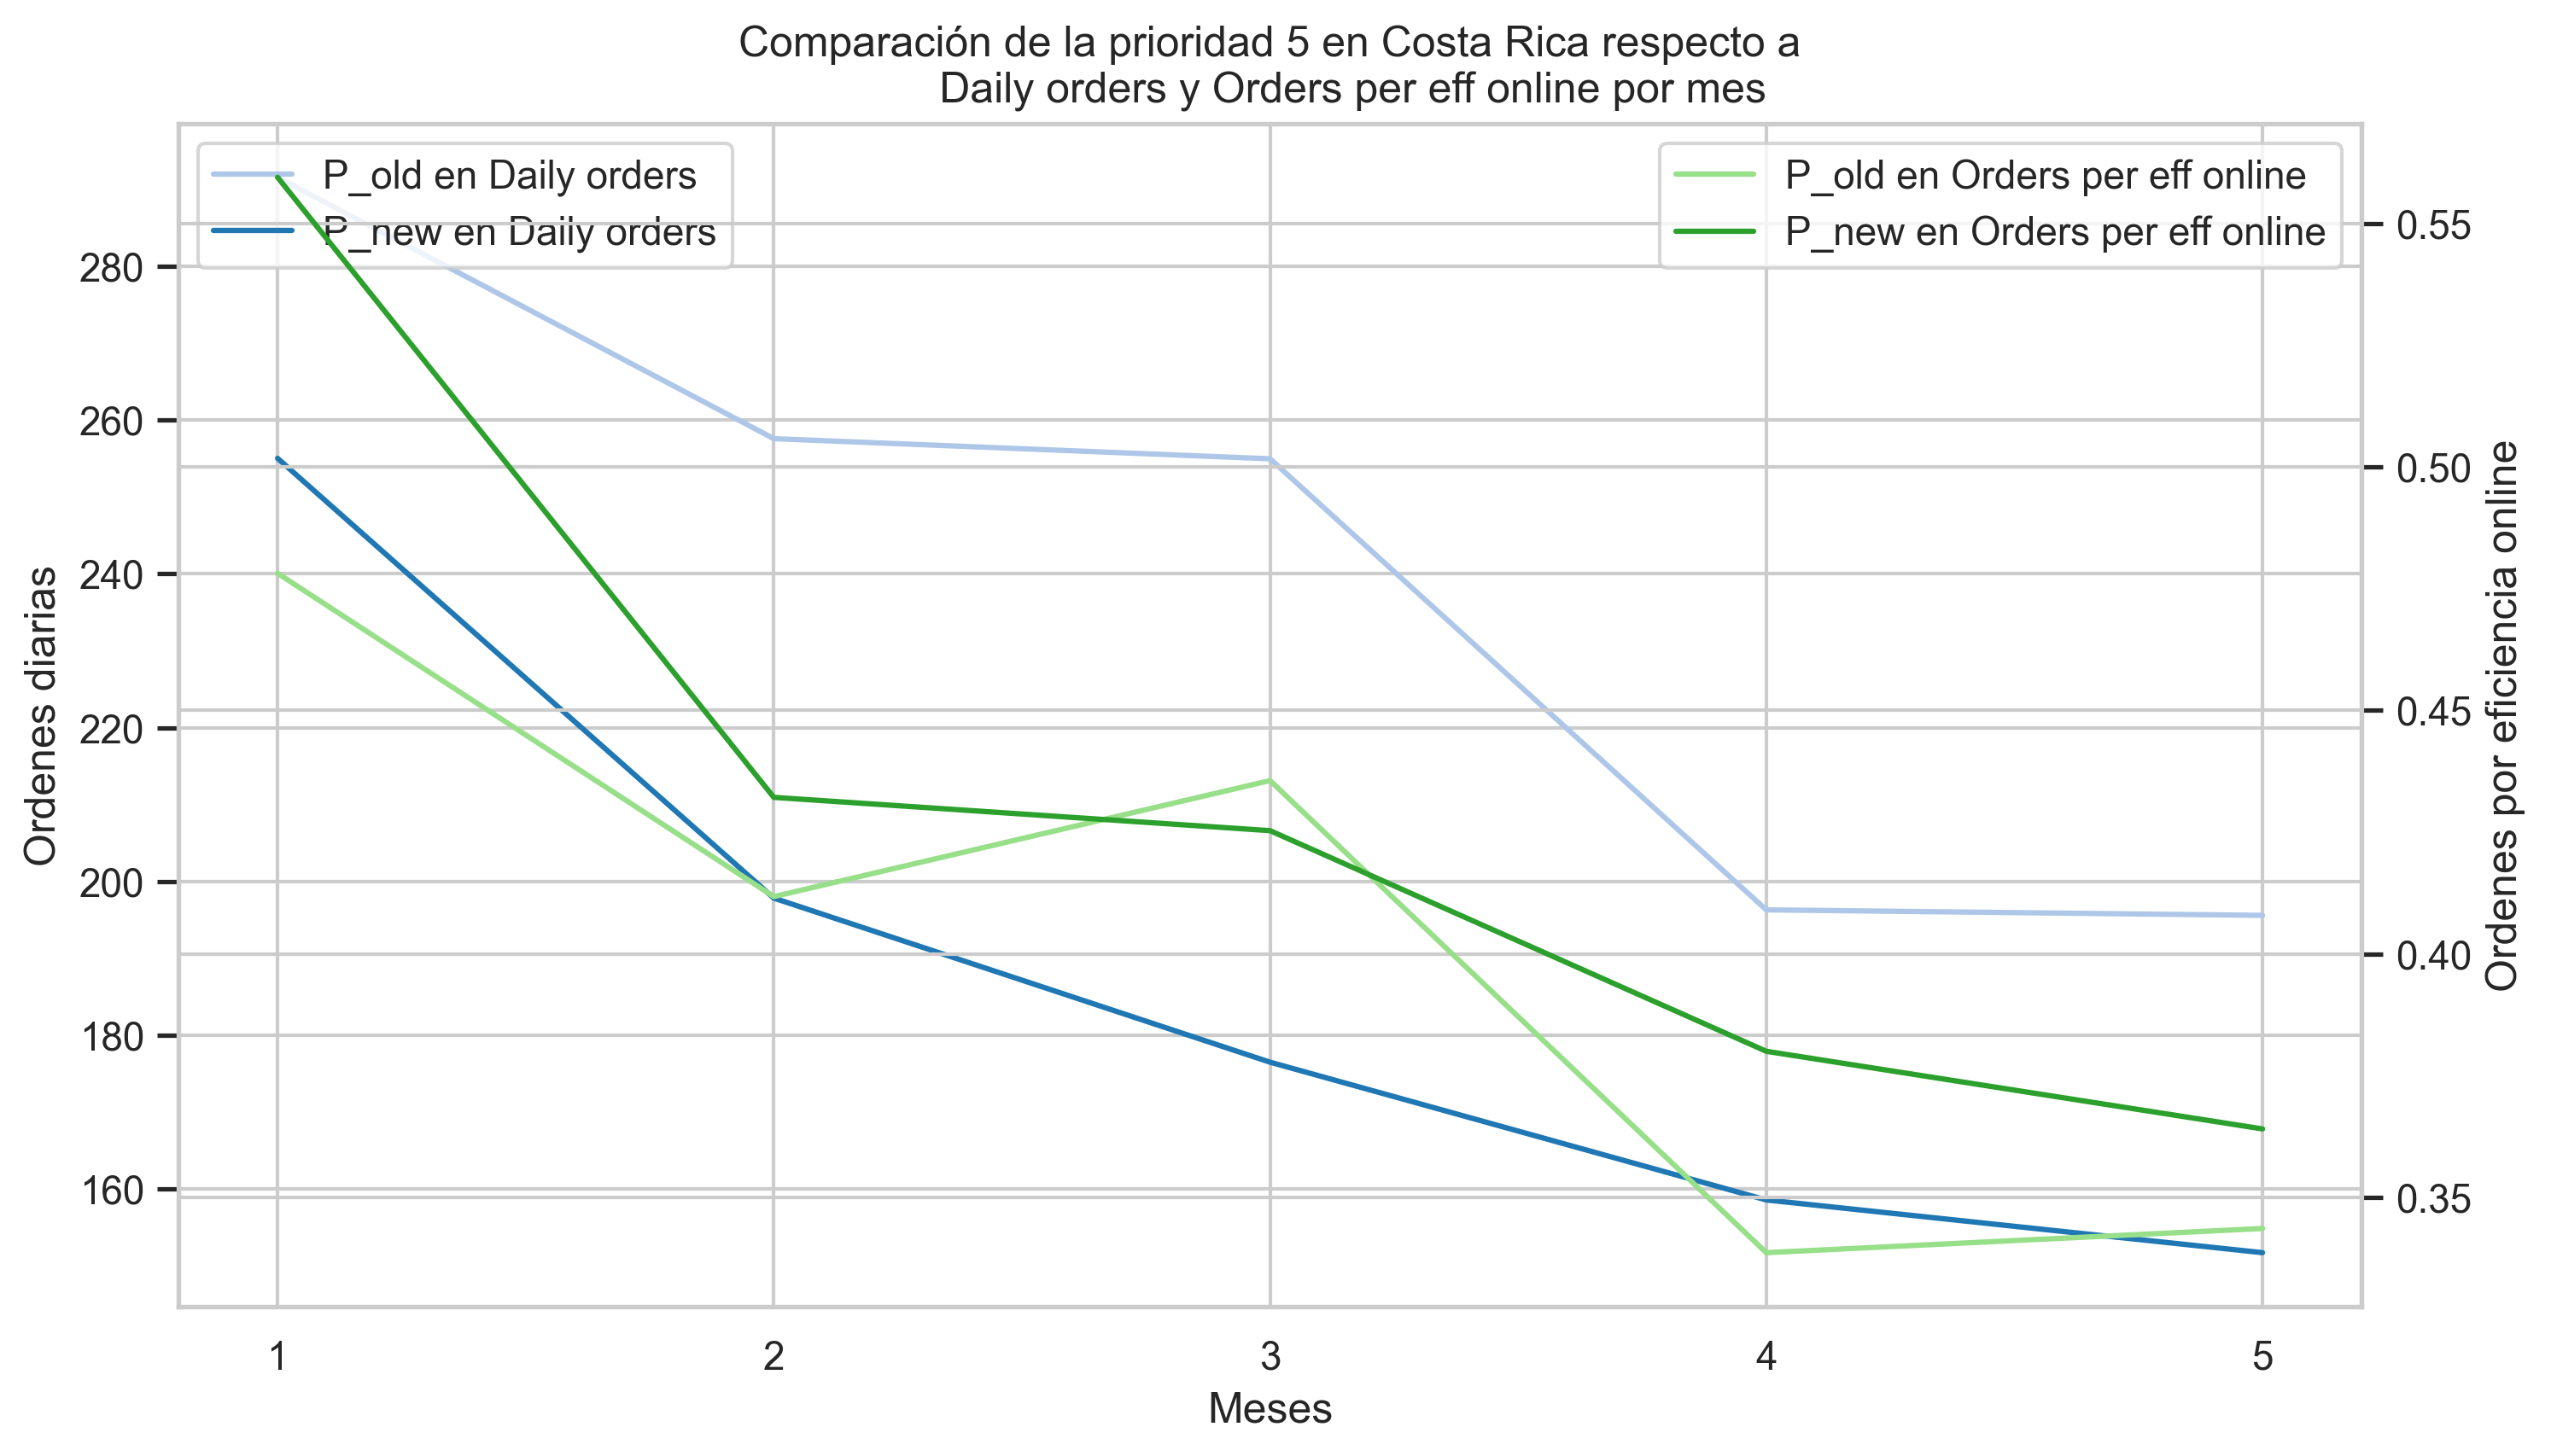 Comparación de la prioridad 5 en Costa Rica respecto a
Daily orders y Orders per eff online por mes
P_old en Daily orders
P_new en Daily orders
P_old en Orders per eff online
P_new en Orders per eff online
Ordenes diarias
280
260
240
220
200
180
160
0.55
0.50
0.45
0.40
0.35
Ordenes por eficiencia online
1 2 3 4 5
Meses